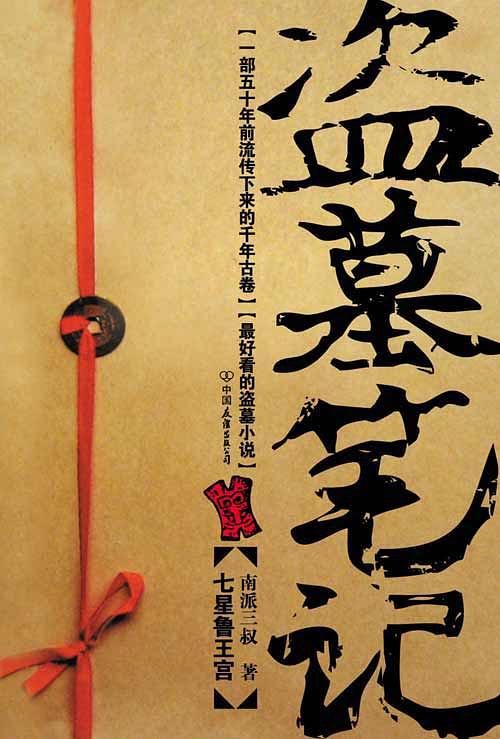 盗墓笔记
【一部五十年前流传下来的千年古卷】【最好看的盗墓小说】
中国友谊出版公司
南派三叔 著
【七星鲁王宫】